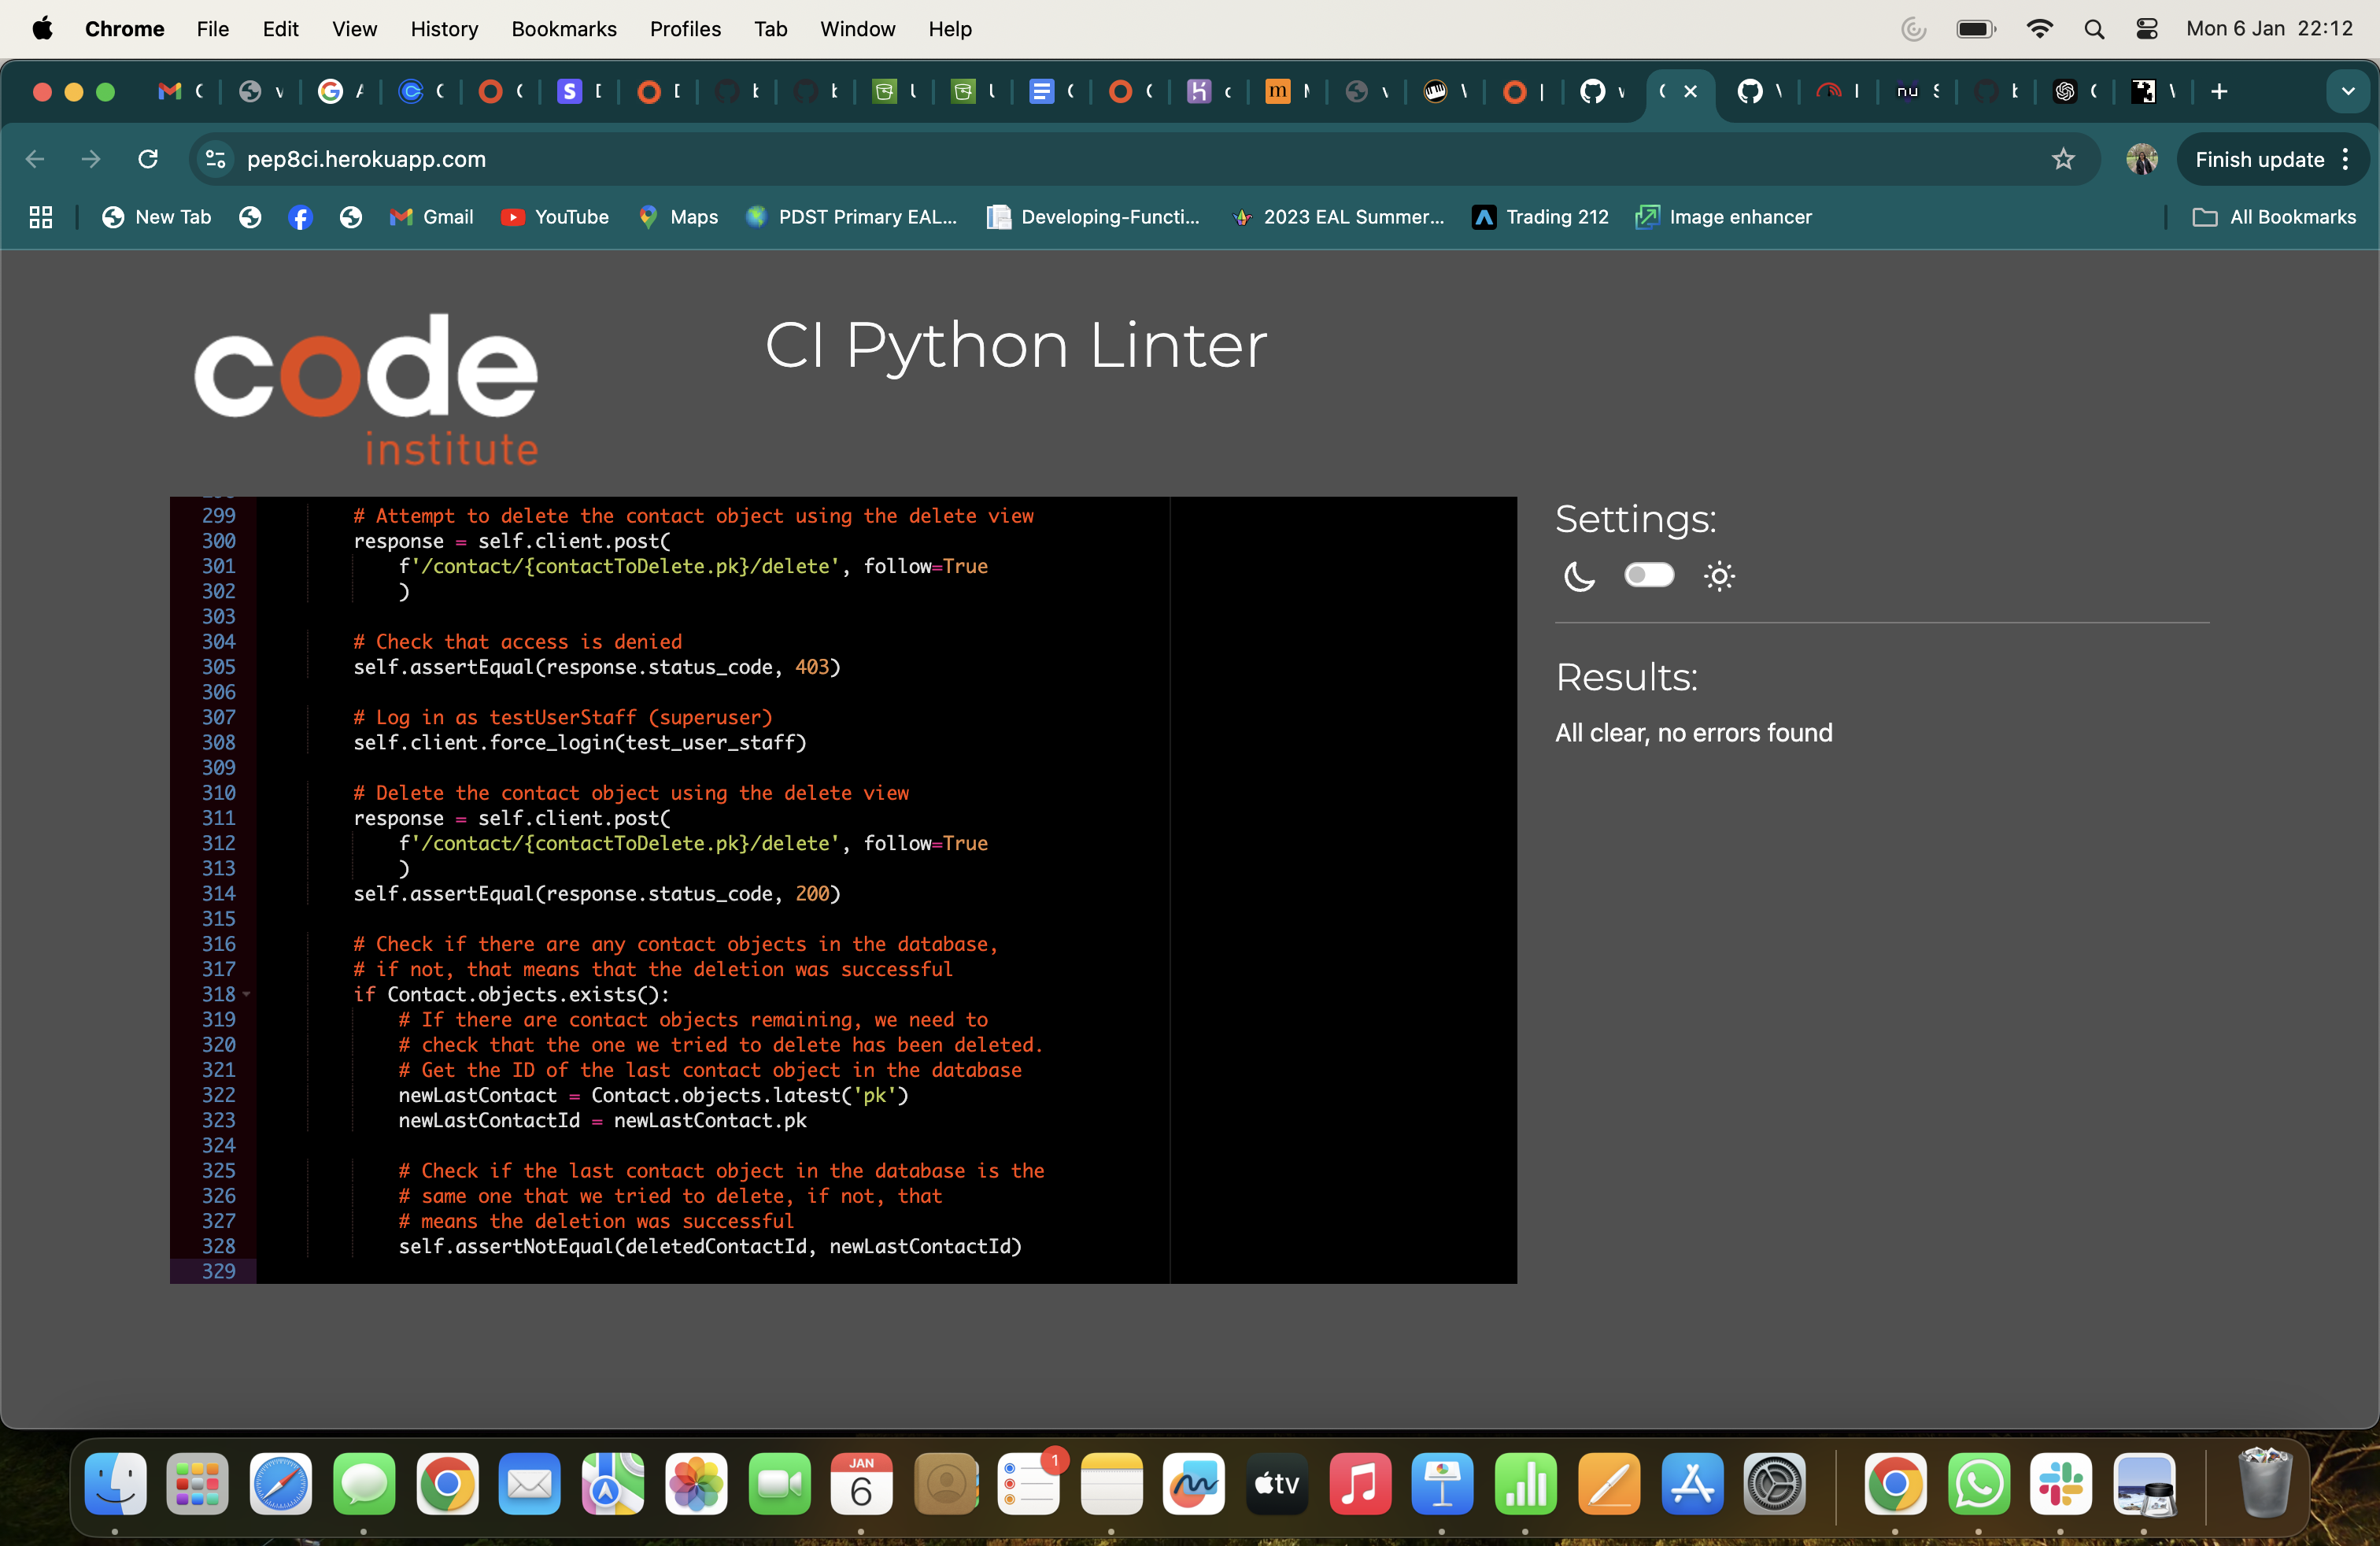 Chrome File Edit View History Bookmarks Profiles Tab Window Help Mon 6 Jan 22:12
pep8ci.herokuapp.com Finish update
New Tab Gmail YouTube Maps PDST Primary EAL... Developing-Functi... 2023 EAL Summer... Trading 212 Image enhancer All Bookmarks
code
institute
CI Python Linter
299 # Attempt to delete the contact object using the delete view
300 response = self.client.post(
301 f'/contact/{contactToDelete.pk}/delete', follow=True
302 )
303
304 # Check that access is denied
305 self.assertEqual(response.status_code, 403)
306
307 # Log in as testUserStaff (superuser)
308 self.client.force_login(test_user_staff)
309
310 # Delete the contact object using the delete view
311 response = self.client.post(
312 f'/contact/{contactToDelete.pk}/delete', follow=True
313 )
314 self.assertEqual(response.status_code, 200)
315
316 # Check if there are any contact objects in the database,
317 # if not, that means that the deletion was successful
318 if Contact.objects.exists():
319 # If there are contact objects remaining, we need to
320 # check that the one we tried to delete has been deleted.
321 # Get the ID of the last contact object in the database
322 newLastContact = Contact.objects.latest('pk')
323 newLastContactId = newLastContact.pk
324
325 # Check if the last contact object in the database is the
326 # same one that we tried to delete, if not, that
327 # means the deletion was successful
328 self.assertNotEqual(deletedContactId, newLastContactId)
329
Settings:
Results:
All clear, no errors found
JAN
6
1
tv